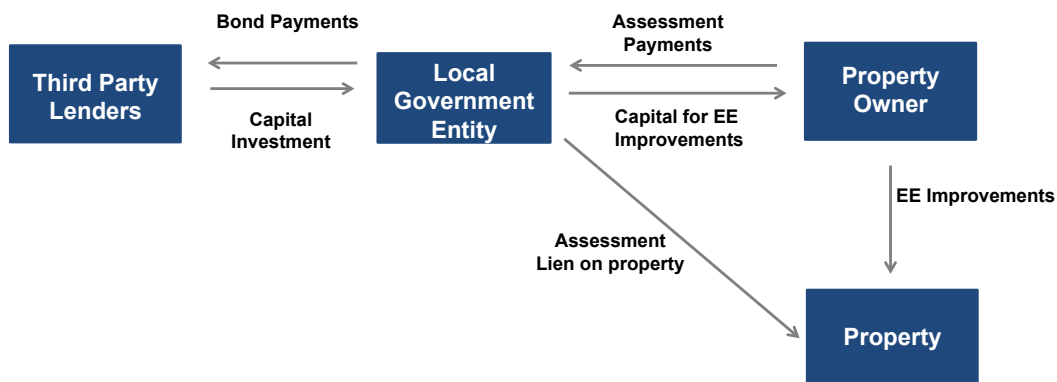 Bond Payments
Assessment
Payments
Third Party
Lenders
Local
Government
Entity
Property
Owner
Capital
Investment
Capital for EE
Improvements
EE Improvements
Assessment
Lien on property
Property